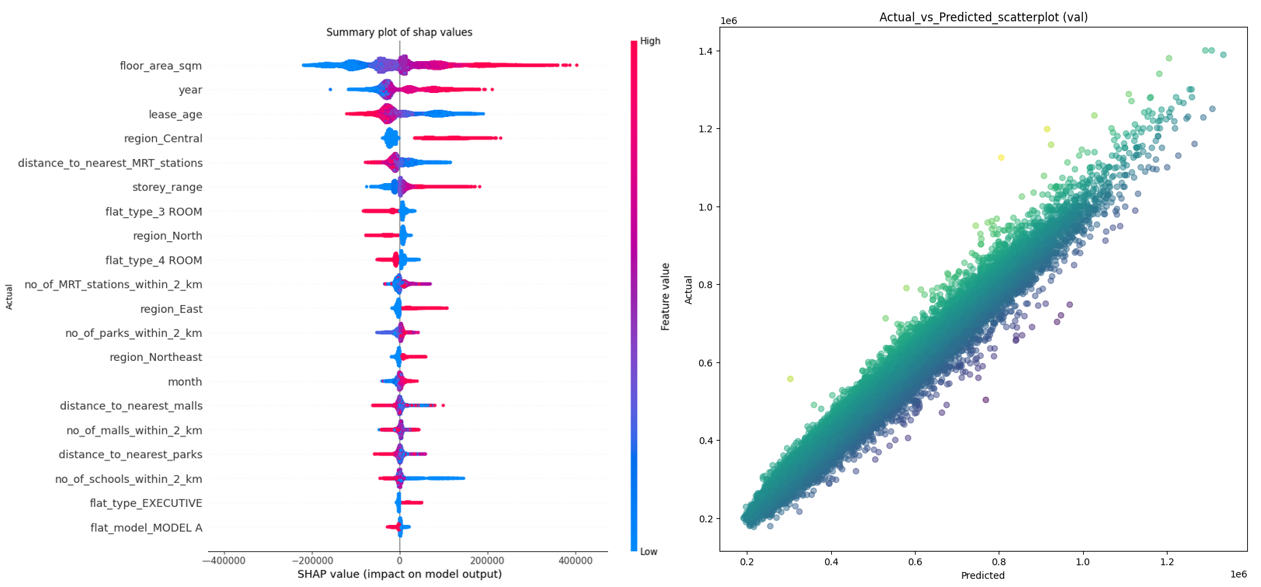 Summary plot of shap values
High
floor_area_sqm
year
lease_age
region_Central
distance_to_nearest_MRT_stations
storey_range
flat_type_3 ROOM
region_North
flat_type_4 ROOM
no_of_MRT_stations_within_2_km
region_East
no_of_parks_within_2_km
region_Northeast
month
distance_to_nearest_malls
no_of_malls_within_2_km
distance_to_nearest_parks
no_of_schools_within_2_km
flat_type_EXECUTIVE
flat_model_MODEL A
Actual
Feature value
Low
−400000 −200000 0 200000 400000
SHAP value (impact on model output)
Actual_vs_Predicted_scatterplot (val)
1e6
1.4
1.2
1.0
0.8
0.6
0.4
0.2
Actual
0.2 0.4 0.6 0.8 1.0 1.2
1e6
Predicted